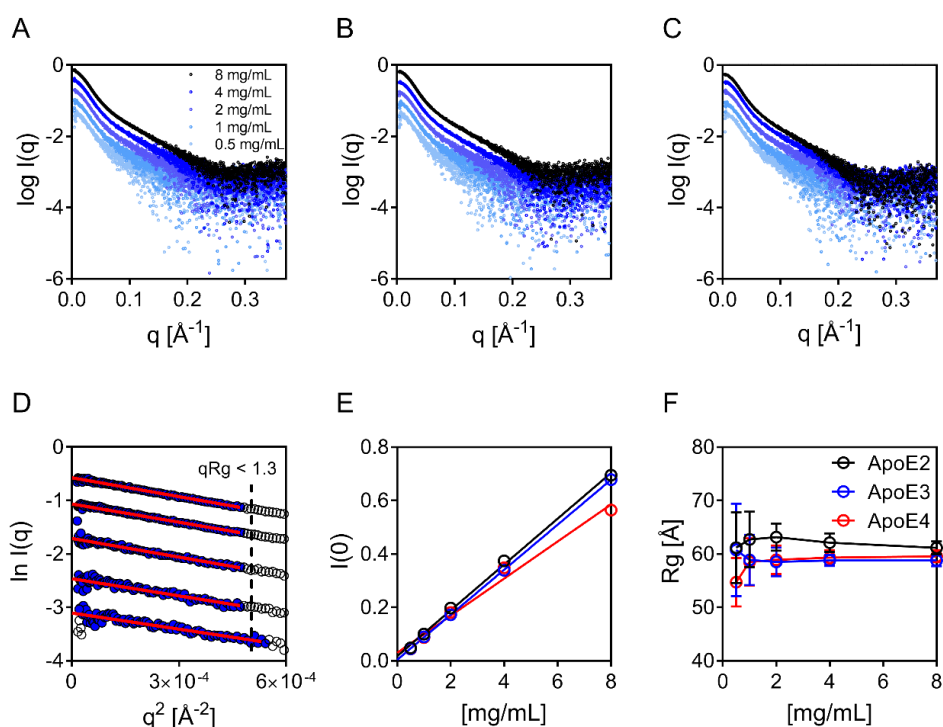 A
B
C
0
-2
-4
-6
log I(q)
8 mg/mL
4 mg/mL
2 mg/mL
1 mg/mL
0.5 mg/mL
0.0 0.1 0.2 0.3
q [Å⁻¹]
0
-2
-4
-6
log I(q)
0.0 0.1 0.2 0.3
q [Å⁻¹]
0
-2
-4
-6
log I(q)
0.0 0.1 0.2 0.3
q [Å⁻¹]
D
E
F
0
-1
-2
-3
-4
ln I(q)
qRg < 1.3
0 3×10⁻⁴ 6×10⁻⁴
q² [Å⁻²]
0.8
0.6
0.4
0.2
0.0
I(0)
0 2 4 6 8
[mg/mL]
80
70
60
50
40
Rg [Å]
ApoE2
ApoE3
ApoE4
0 2 4 6 8
[mg/mL]